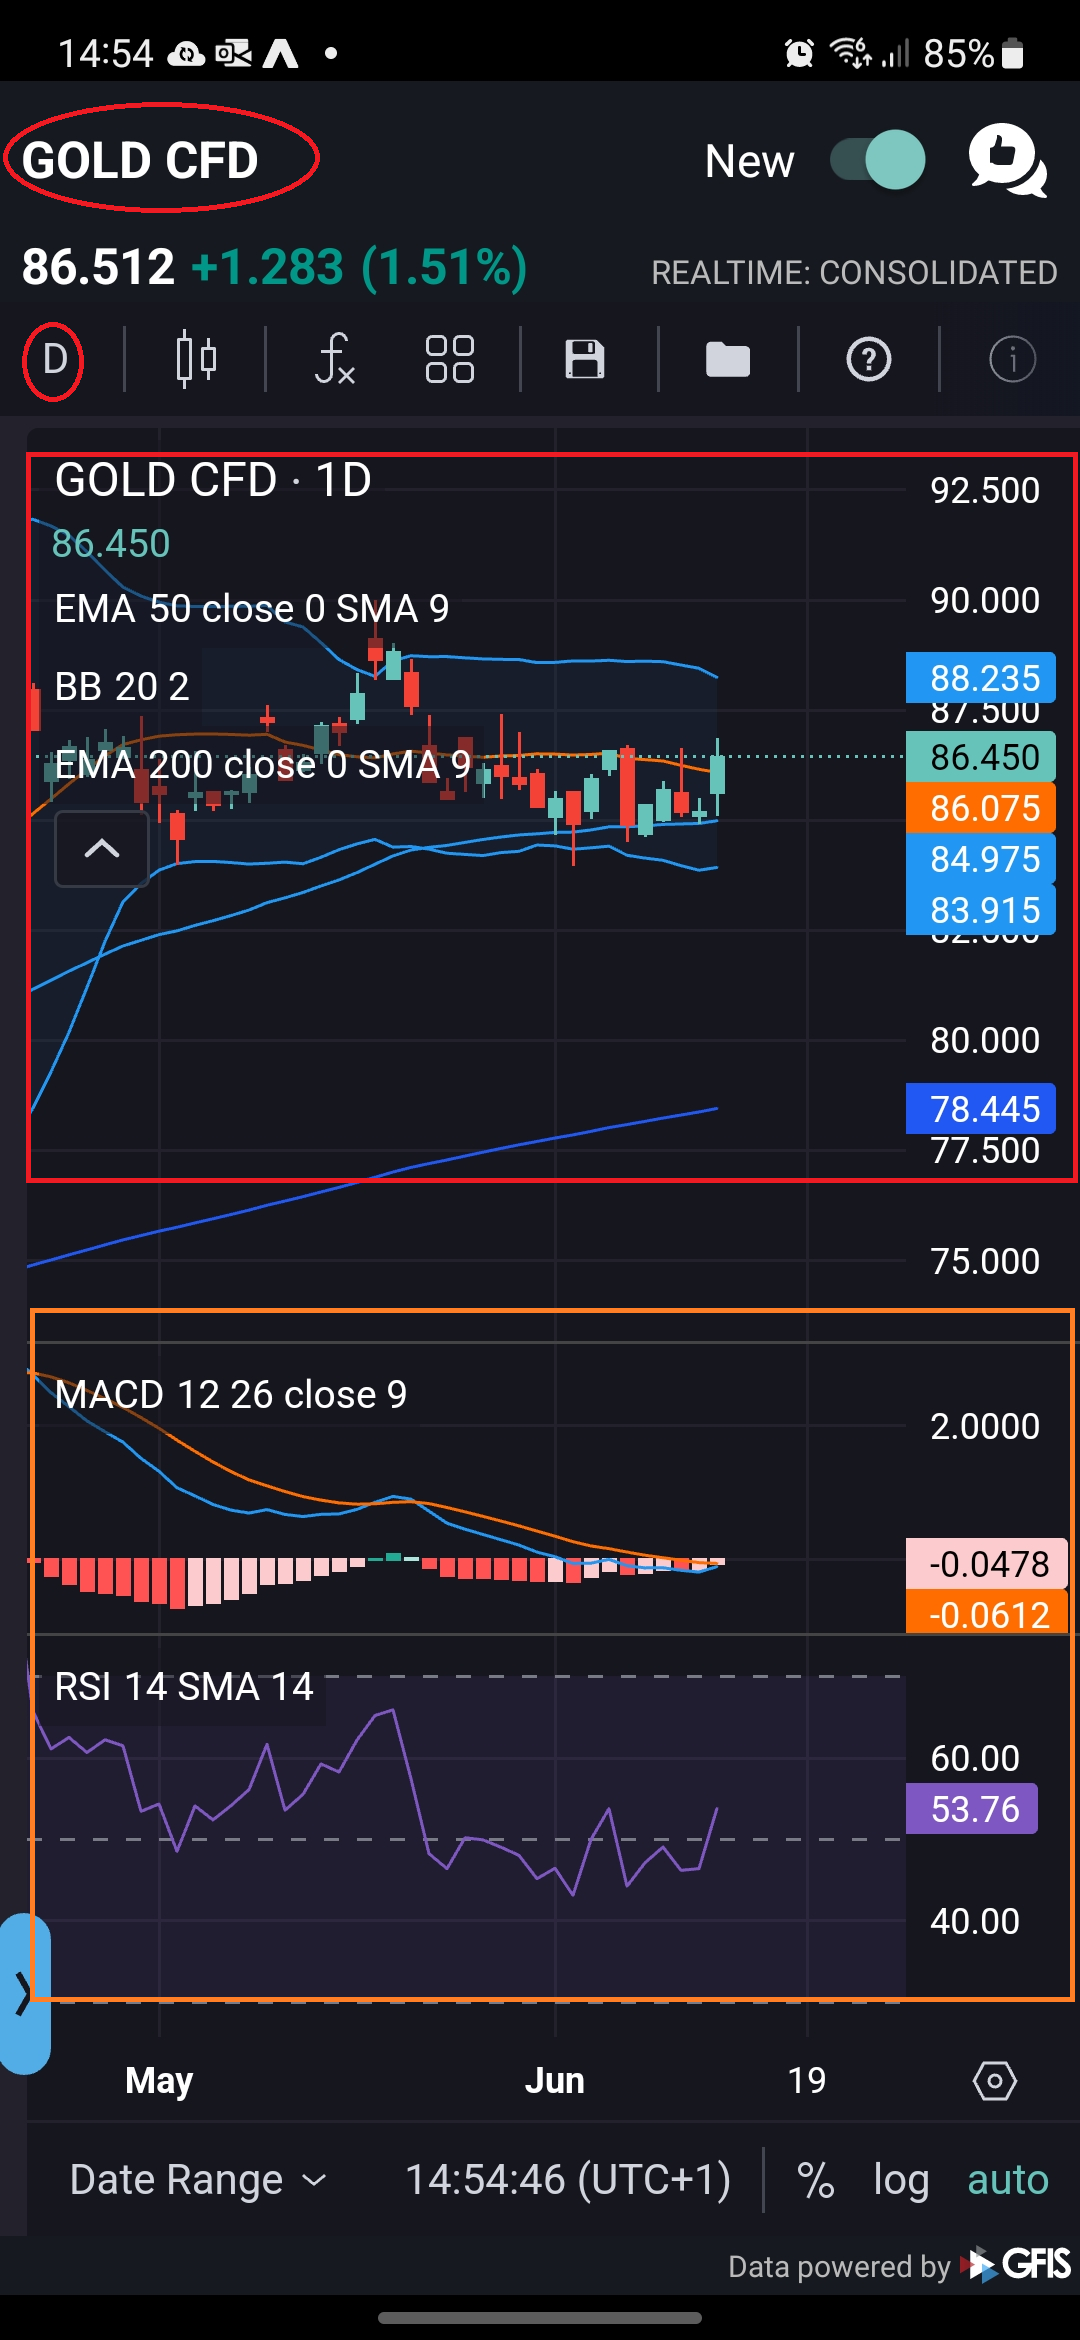 14:54
85%
GOLD CFD
New
86.512 +1.283 (1.51%)
REALTIME: CONSOLIDATED
D
GOLD CFD · 1D
86.450
EMA 50 close 0 SMA 9
BB 20 2
EMA 200 close 0 SMA 9
92.500
90.000
88.235
87.500
86.450
86.075
84.975
83.915
80.000
78.445
77.500
75.000
MACD 12 26 close 9
2.0000
-0.0478
-0.0612
RSI 14 SMA 14
60.00
53.76
40.00
May
Jun
19
Date Range
14:54:46 (UTC+1)
%
log
auto
Data powered by GFIS